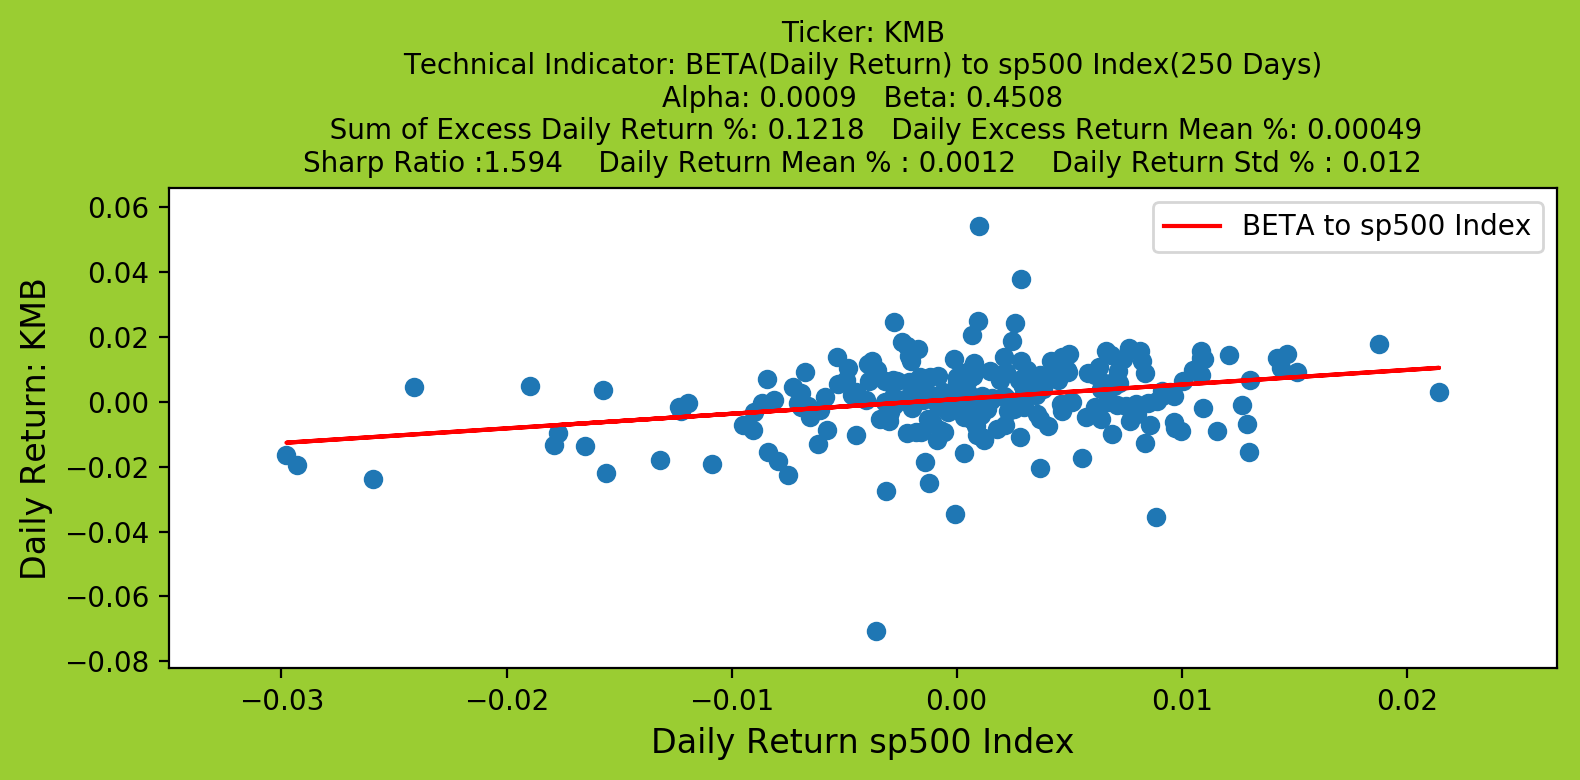 Ticker: KMB
Technical Indicator: BETA(Daily Return) to sp500 Index(250 Days)
Alpha: 0.0009   Beta: 0.4508
Sum of Excess Daily Return %: 0.1218   Daily Excess Return Mean %: 0.00049
Sharp Ratio :1.594    Daily Return Mean % : 0.0012    Daily Return Std % : 0.012
BETA to sp500 Index
Daily Return: KMB
0.06
0.04
0.02
0.00
−0.02
−0.04
−0.06
−0.08
−0.03
−0.02
−0.01
0.00
0.01
0.02
Daily Return sp500 Index